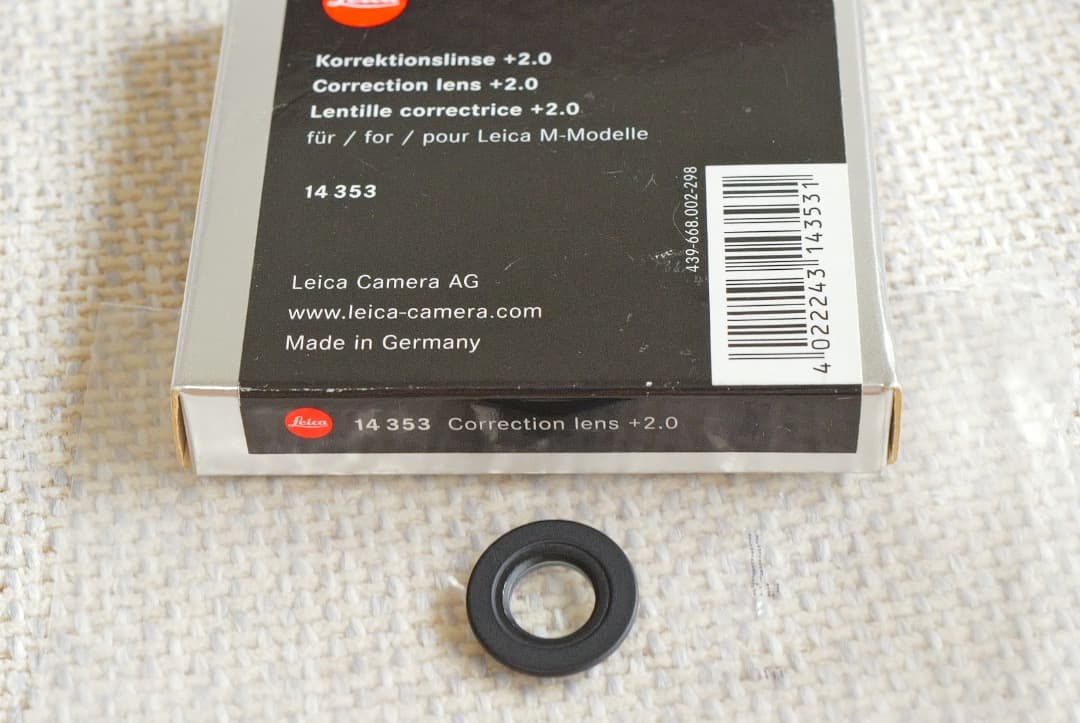 Leica
Korrektionslinse +2.0
Correction lens +2.0
Lentille correctrice +2.0
für / for / pour Leica M-Modelle
14 353
439-668.002-298
4 022243 143531
Leica Camera AG
www.leica-camera.com
Made in Germany
Leica 14 353 Correction lens +2.0